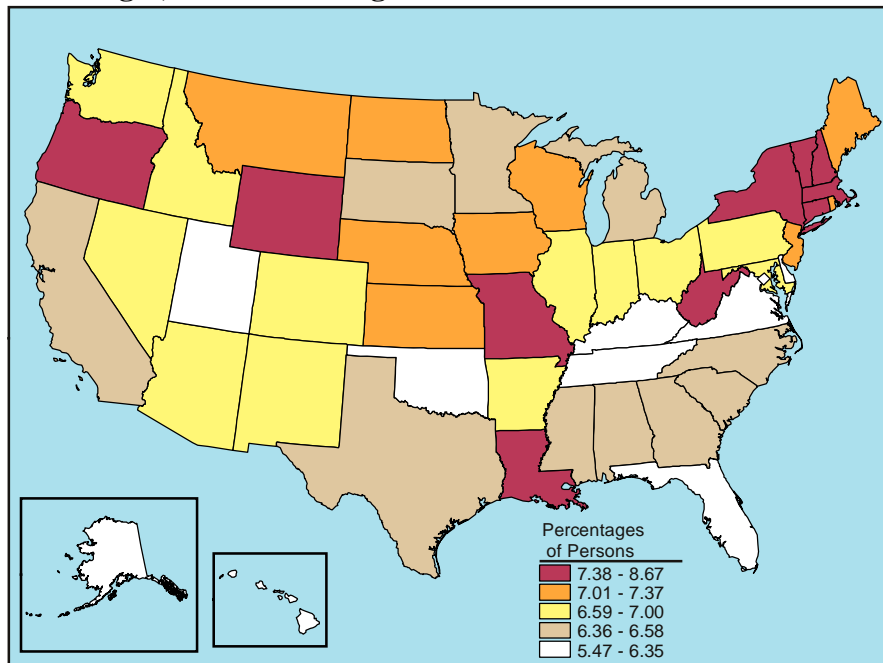 Percentages
of Persons
7.38 - 8.67
7.01 - 7.37
6.59 - 7.00
6.36 - 6.58
5.47 - 6.35